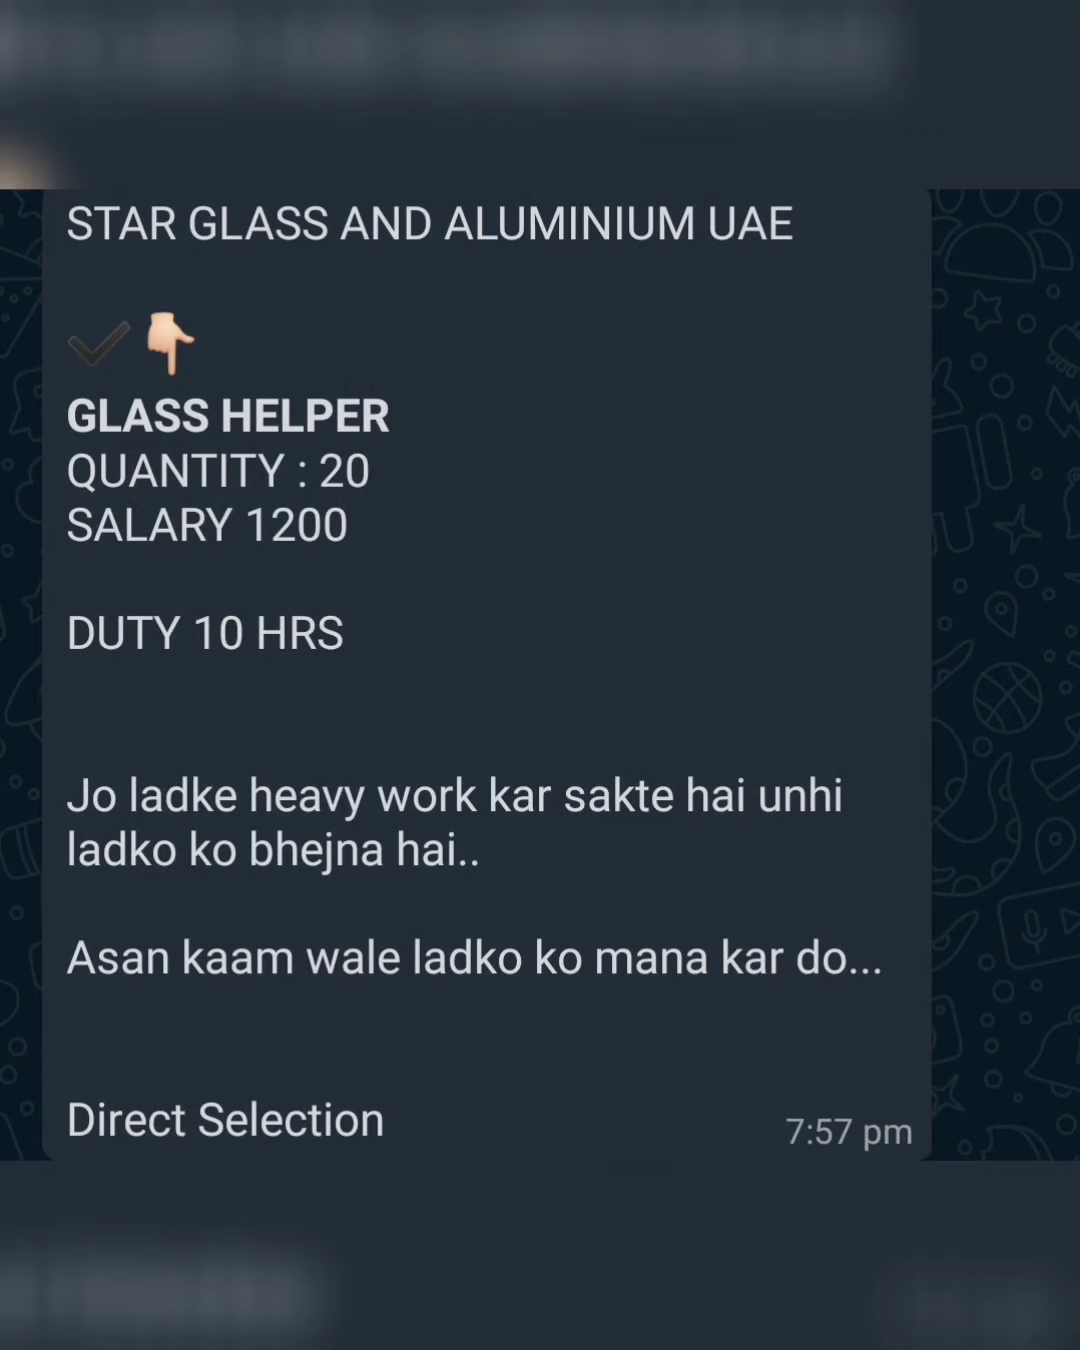 STAR GLASS AND ALUMINIUM UAE
✔️👇🏻
GLASS HELPER
QUANTITY : 20
SALARY 1200
DUTY 10 HRS
Jo ladke heavy work kar sakte hai unhi
ladko ko bhejna hai..
Asan kaam wale ladko ko mana kar do...
Direct Selection
7:57 pm